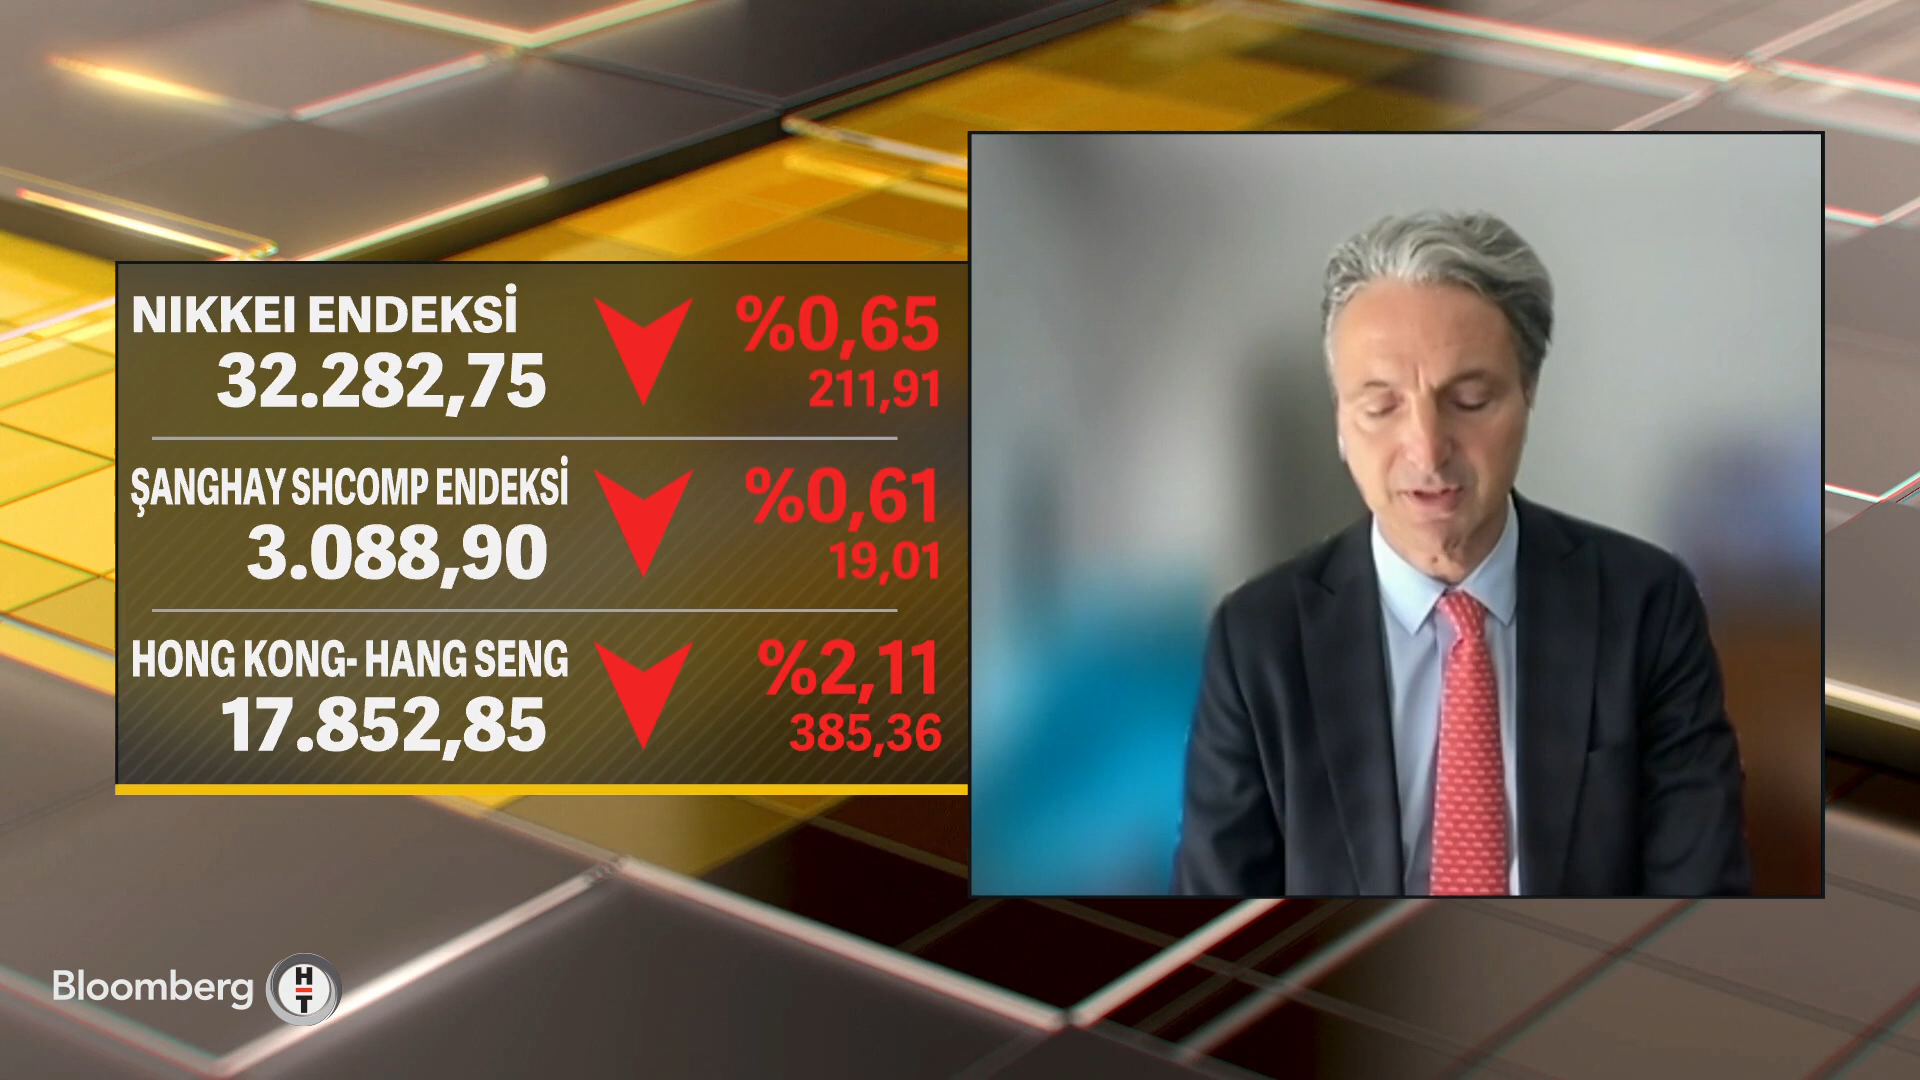 NIKKEI ENDEKSİ
%0,65
32.282,75
211,91
ŞANGHAY SHCOMP ENDEKSİ
%0,61
3.088,90
19,01
HONG KONG- HANG SENG
%2,11
17.852,85
385,36
Bloomberg HT